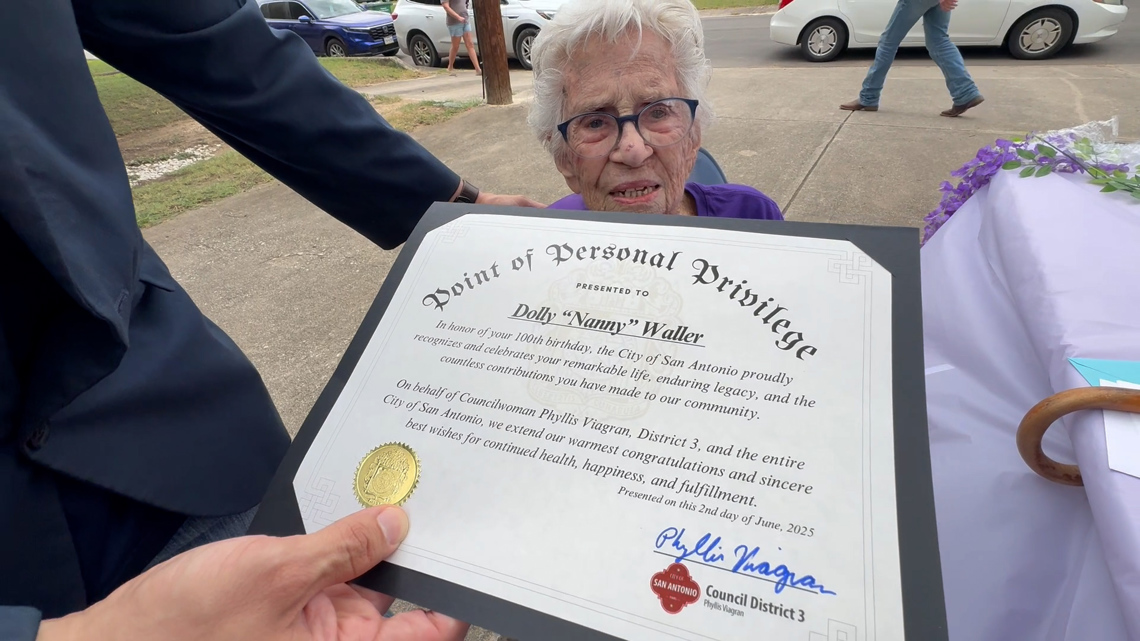 Point of Personal Privilege
PRESENTED TO
Dolly “Nanny” Waller
In honor of your 100th birthday, the City of San Antonio proudly
recognizes and celebrates your remarkable life, enduring legacy, and the
countless contributions you have made to our community.
On behalf of Councilwoman Phyllis Viagran, District 3, and the entire
City of San Antonio, we extend our warmest congratulations and sincere
best wishes for continued health, happiness, and fulfillment.
Presented on this 2nd day of June, 2025
Phyllis Viagran
CITY OF
SAN ANTONIO
Council District 3
Phyllis Viagran